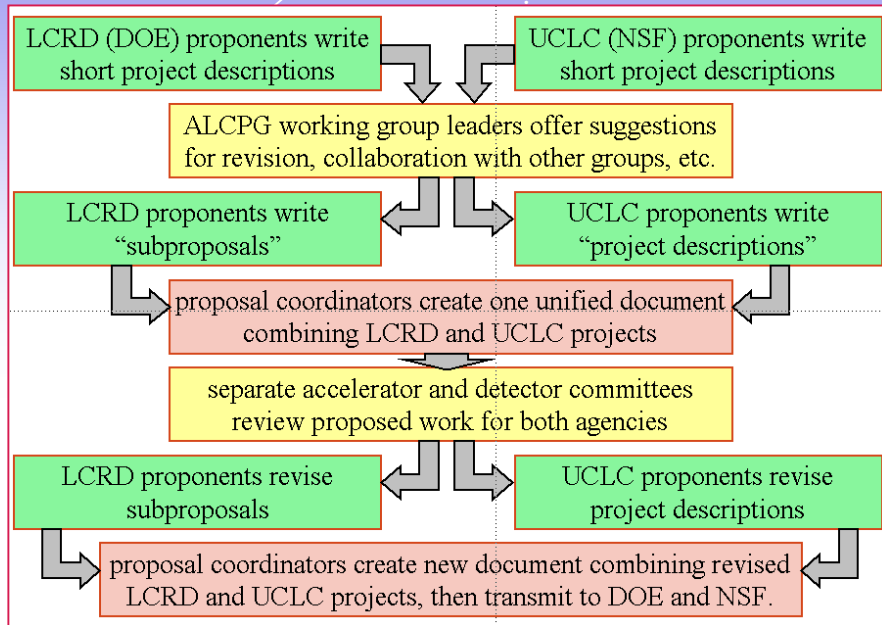 LCRD (DOE) proponents write
short project descriptions
UCLC (NSF) proponents write
short project descriptions
ALCPG working group leaders offer suggestions
for revision, collaboration with other groups, etc.
LCRD proponents write
“subproposals”
UCLC proponents write
“project descriptions”
proposal coordinators create one unified document
combining LCRD and UCLC projects
separate accelerator and detector committees
review proposed work for both agencies
LCRD proponents revise
subproposals
UCLC proponents revise
project descriptions
proposal coordinators create new document combining revised
LCRD and UCLC projects, then transmit to DOE and NSF.